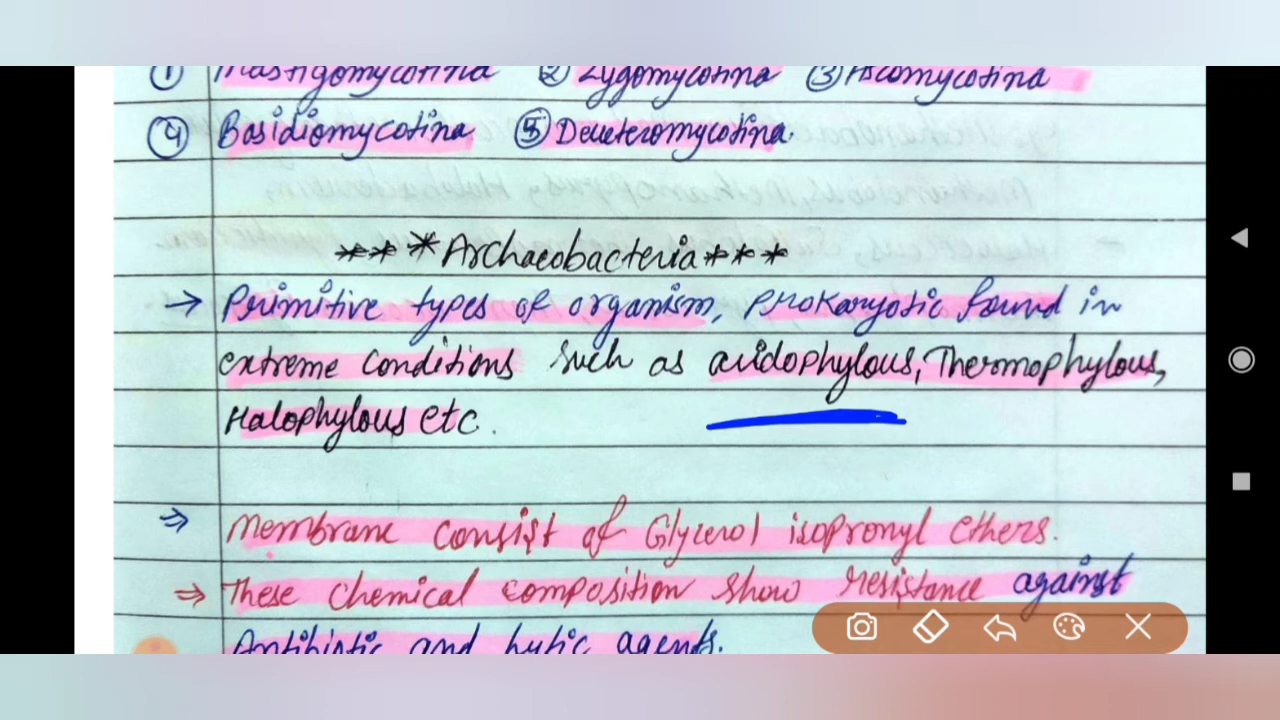 ① Mastigomycotina ② Zygomycotina ③ Ascomycotina
④ Basidiomycotina ⑤ Deuteromycotina.
*** Archaeobacteria ***
→ Primitive types of organism, prokaryotic found in
extreme conditions such as acidophylous, Thermophylous,
Halophylous etc.
⇒ Membrane consist of Glycerol isopronyl ethers.
⇒ These chemical composition show resistance against
Antibiotic and lytic agents.